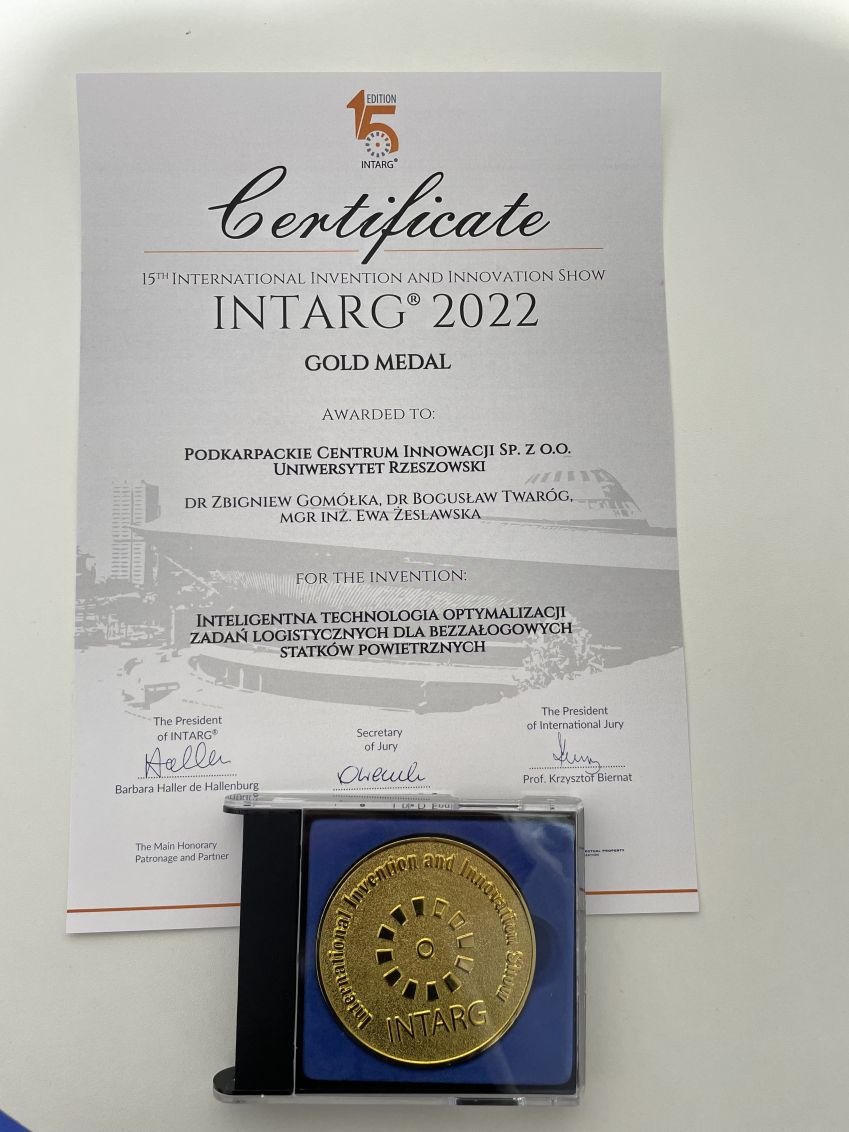 EDITION
15
INTARG®
Certificate
15TH INTERNATIONAL INVENTION AND INNOVATION SHOW
INTARG® 2022
GOLD MEDAL
AWARDED TO:
PODKARPACKIE CENTRUM INNOWACJI SP. Z O.O.
UNIWERSYTET RZESZOWSKI
DR ZBIGNIEW GOMÓŁKA, DR BOGUSŁAW TWARÓG,
MGR INŻ. EWA ŻESŁAWSKA
FOR THE INVENTION:
INTELIGENTNA TECHNOLOGIA OPTYMALIZACJI
ZADAŃ LOGISTYCZNYCH DLA BEZZAŁOGOWYCH
STATKÓW POWIETRZNYCH
The President
of INTARG®
Haller
Barbara Haller de Hallenburg
Secretary
of Jury
The President
of International Jury
Prof. Krzysztof Biernat
The Main Honorary
Patronage and Partner
PROPERTY
International Invention and Innovation Show
INTARG